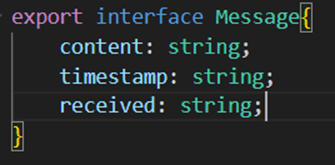 export interface Message{
    content: string;
    timestamp: string;
    received: string;
}